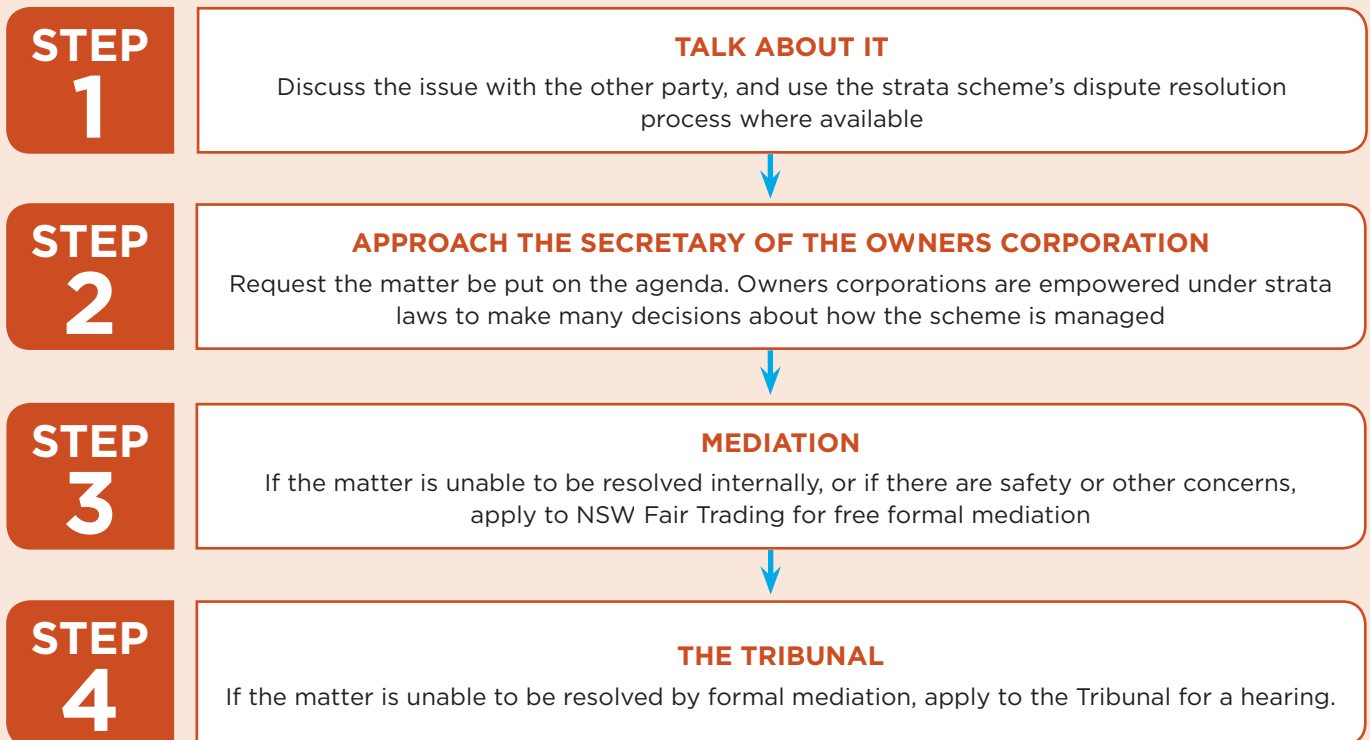 STEP
1
TALK ABOUT IT
Discuss the issue with the other party, and use the strata scheme's dispute resolution
process where available
STEP
2
APPROACH THE SECRETARY OF THE OWNERS CORPORATION
Request the matter be put on the agenda. Owners corporations are empowered under strata
laws to make many decisions about how the scheme is managed
STEP
3
MEDIATION
If the matter is unable to be resolved internally, or if there are safety or other concerns,
apply to NSW Fair Trading for free formal mediation
STEP
4
THE TRIBUNAL
If the matter is unable to be resolved by formal mediation, apply to the Tribunal for a hearing.